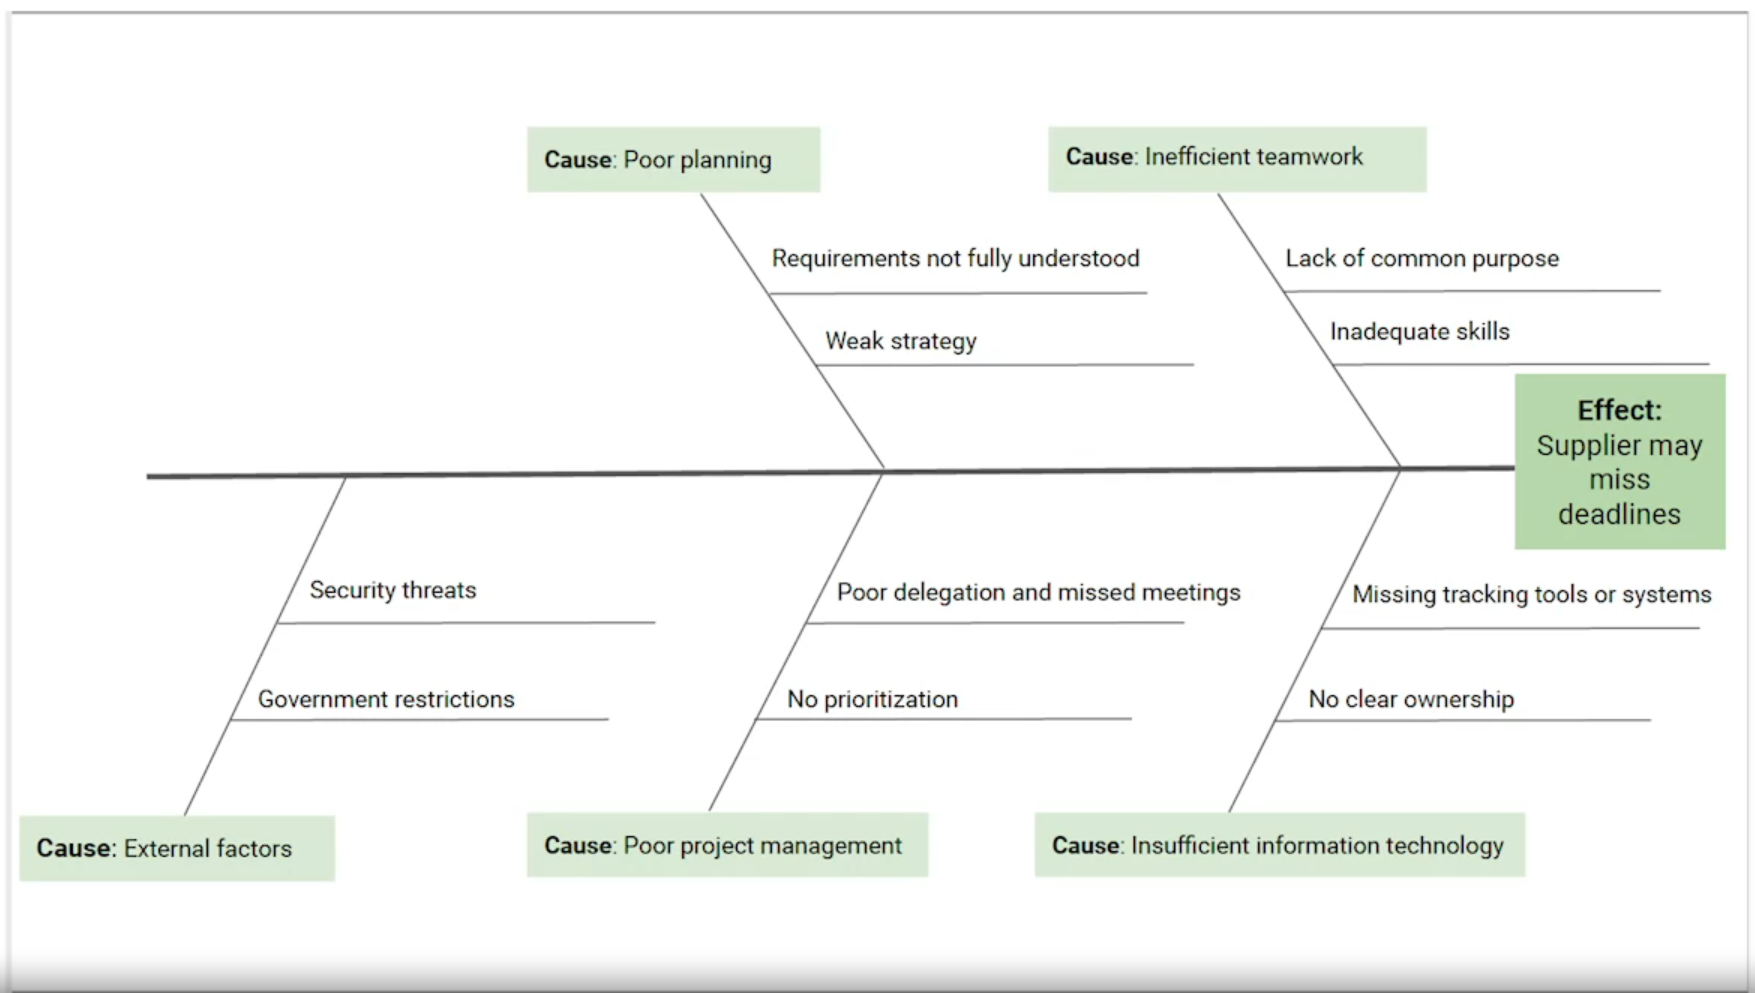 Cause: Poor planning
Cause: Inefficient teamwork
Requirements not fully understood
Lack of common purpose
Weak strategy
Inadequate skills
Effect:
Supplier may
miss
deadlines
Security threats
Poor delegation and missed meetings
Missing tracking tools or systems
Government restrictions
No prioritization
No clear ownership
Cause: External factors
Cause: Poor project management
Cause: Insufficient information technology